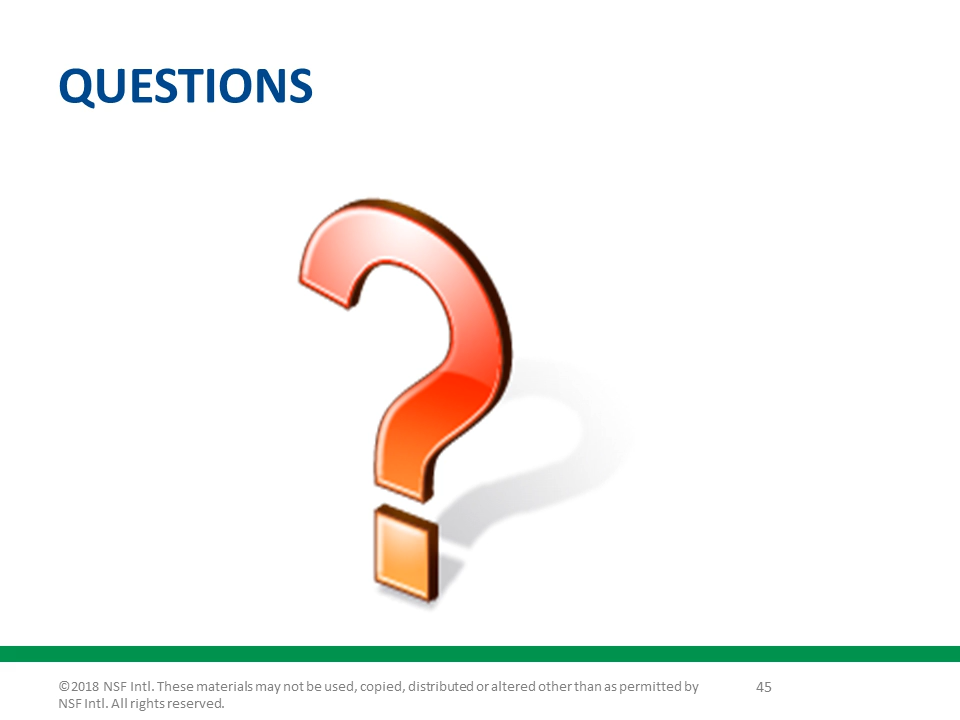 QUESTIONS
©2018 NSF Intl. These materials may not be used, copied, distributed or altered other than as permitted by
NSF Intl. All rights reserved.
45